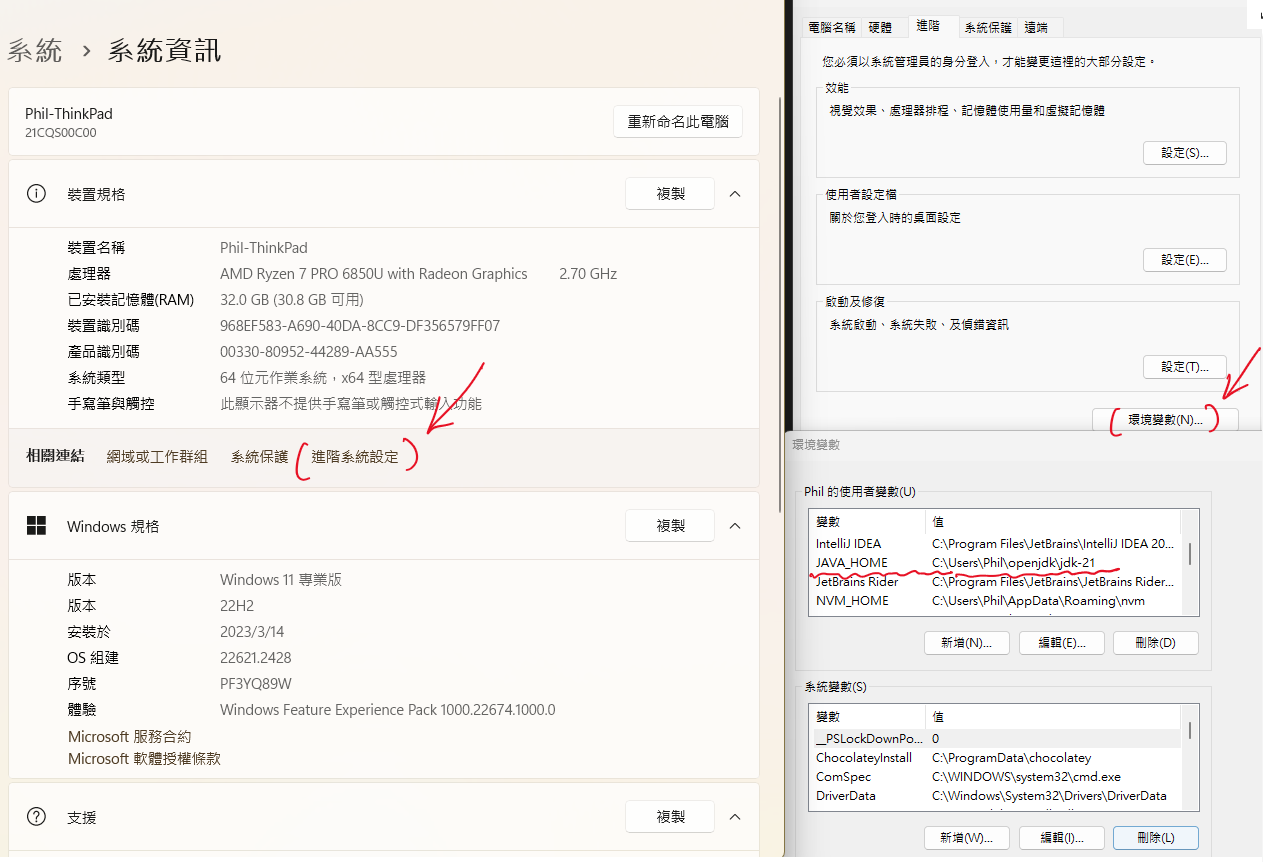 系統 › 系統資訊
Phil-ThinkPad
21CQS00C00
重新命名此電腦
裝置規格
複製
裝置名稱 Phil-ThinkPad
處理器 AMD Ryzen 7 PRO 6850U with Radeon Graphics 2.70 GHz
已安裝記憶體(RAM) 32.0 GB (30.8 GB 可用)
裝置識別碼 968EF583-A690-40DA-8CC9-DF356579FF07
產品識別碼 00330-80952-44289-AA555
系統類型 64 位元作業系統，x64 型處理器
手寫筆與觸控 此顯示器不提供手寫筆或觸控式輸入功能
相關連結 網域或工作群組 系統保護 進階系統設定
Windows 規格
複製
版本 Windows 11 專業版
版本 22H2
安裝於 2023/3/14
OS 組建 22621.2428
序號 PF3YQ89W
體驗 Windows Feature Experience Pack 1000.22674.1000.0
Microsoft 服務合約
Microsoft 軟體授權條款
支援
複製
電腦名稱 硬體 進階 系統保護 遠端
您必須以系統管理員的身分登入，才能變更這裡的大部分設定。
效能
視覺效果、處理器排程、記憶體使用量和虛擬記憶體
設定(S)...
使用者設定檔
關於您登入時的桌面設定
設定(E)...
啟動及修復
系統啟動、系統失敗、及偵錯資訊
設定(T)...
環境變數(N)...
環境變數
Phil 的使用者變數(U)
變數 值
IntelliJ IDEA C:\Program Files\JetBrains\IntelliJ IDEA 20...
JAVA_HOME C:\Users\Phil\openjdk\jdk-21
JetBrains Rider C:\Program Files\JetBrains\JetBrains Rider...
NVM_HOME C:\Users\Phil\AppData\Roaming\nvm
新增(N)... 編輯(E)... 刪除(D)
系統變數(S)
變數 值
__PSLockDownPo... 0
ChocolateyInstall C:\ProgramData\chocolatey
ComSpec C:\WINDOWS\system32\cmd.exe
DriverData C:\Windows\System32\Drivers\DriverData
新增(W)... 編輯(I)... 刪除(L)